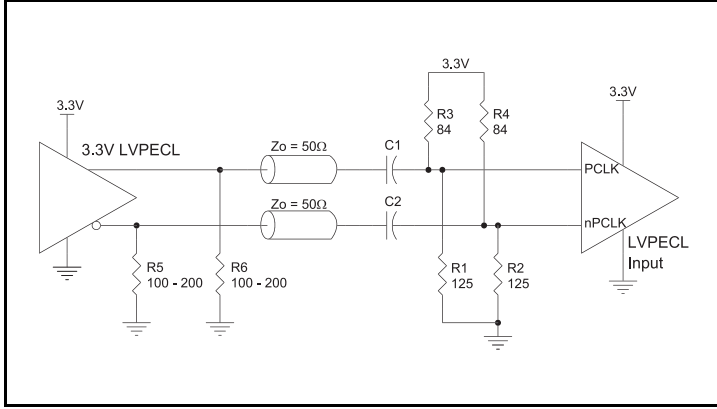 3.3V
3.3V
R3
84
R4
84
3.3V
3.3V LVPECL
Zo = 50Ω
C1
PCLK
Zo = 50Ω
C2
nPCLK
LVPECL
Input
R5
100 - 200
R6
100 - 200
R1
125
R2
125